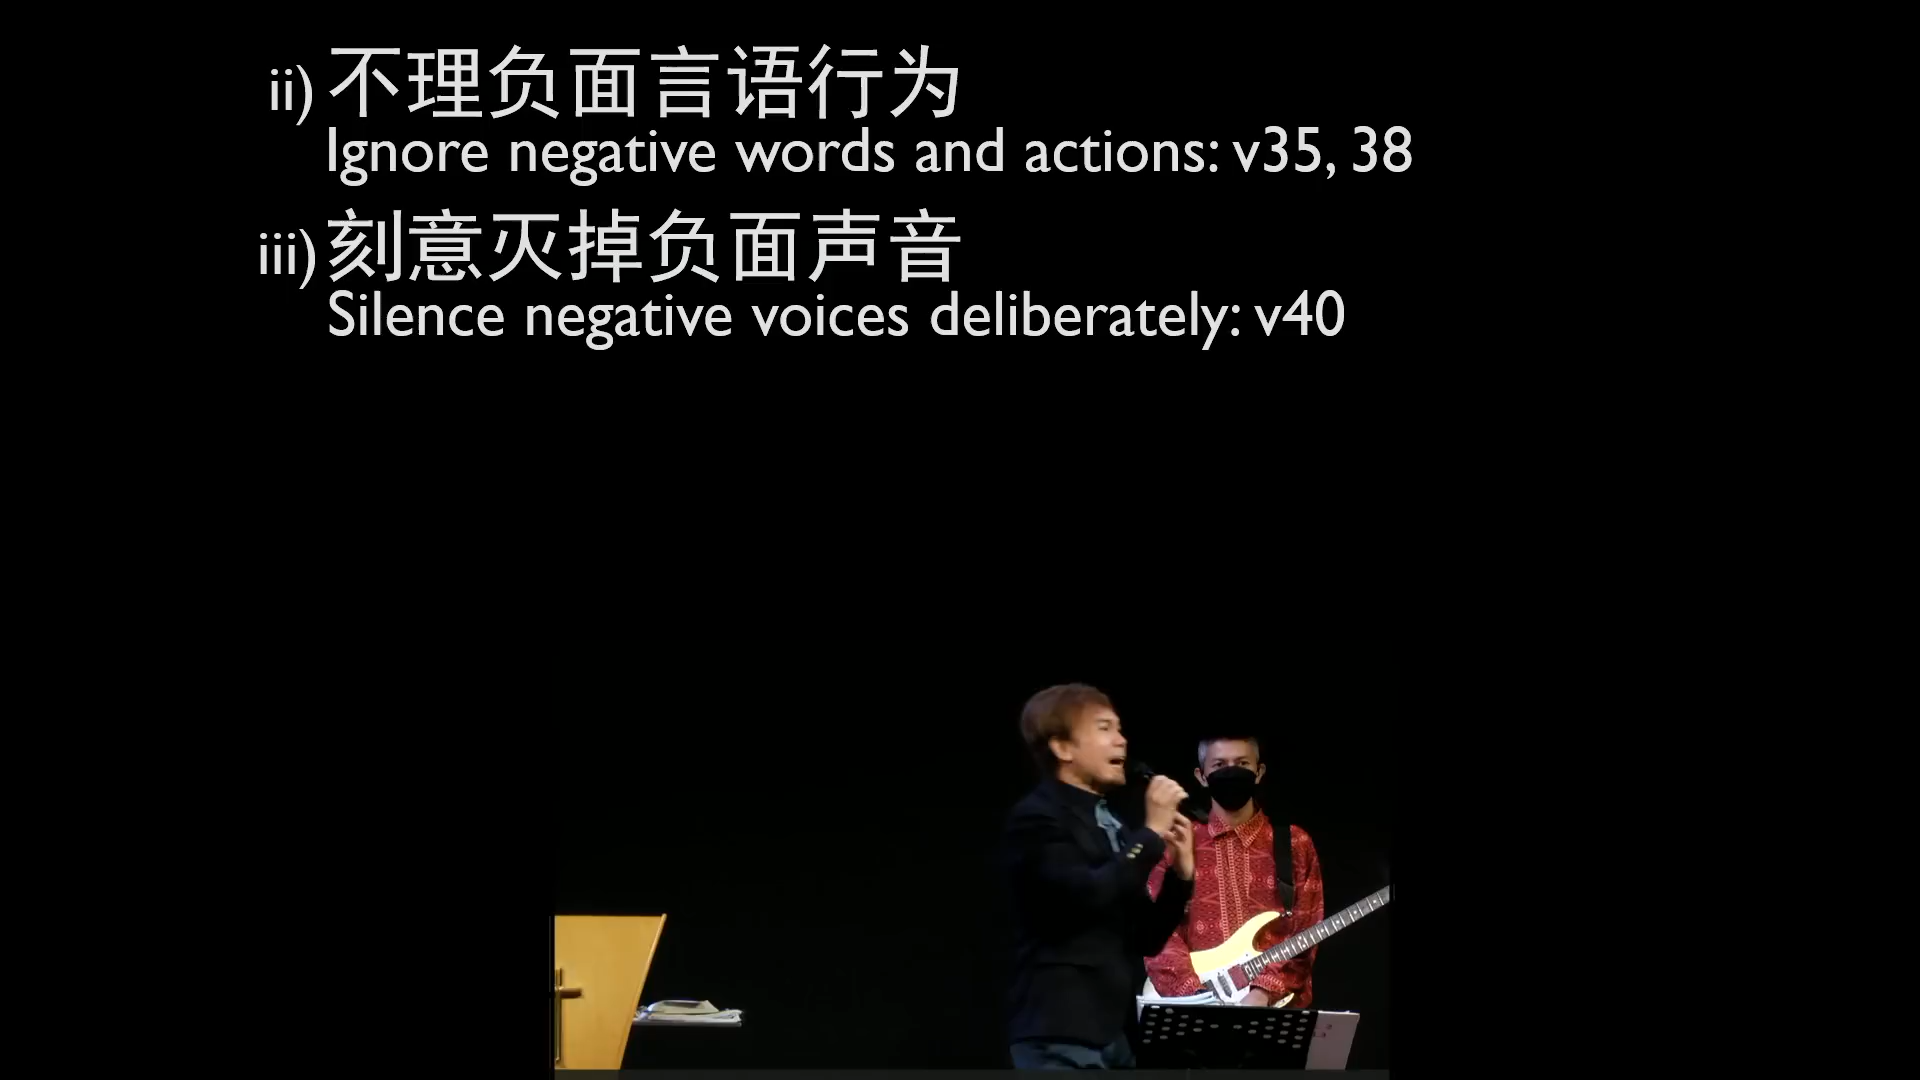 ii) 不理负面言语行为
Ignore negative words and actions: v35, 38
iii) 刻意灭掉负面声音
Silence negative voices deliberately: v40